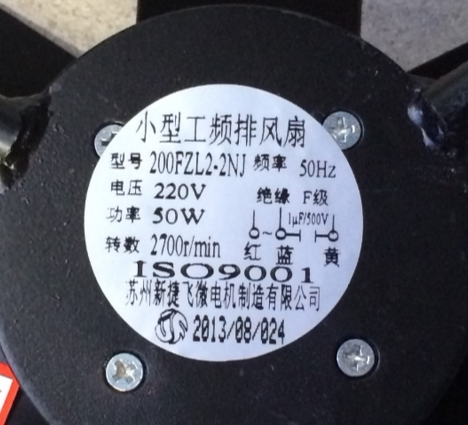 小型工频排风扇
型号 200FZL2-2NJ 频率 50Hz
电压 220V 绝缘 F级
功率 50W 1μF/500V
转数 2700r/min 红 蓝 黄
ISO9001
苏州新捷飞微电机制造有限公司
2013/08/024